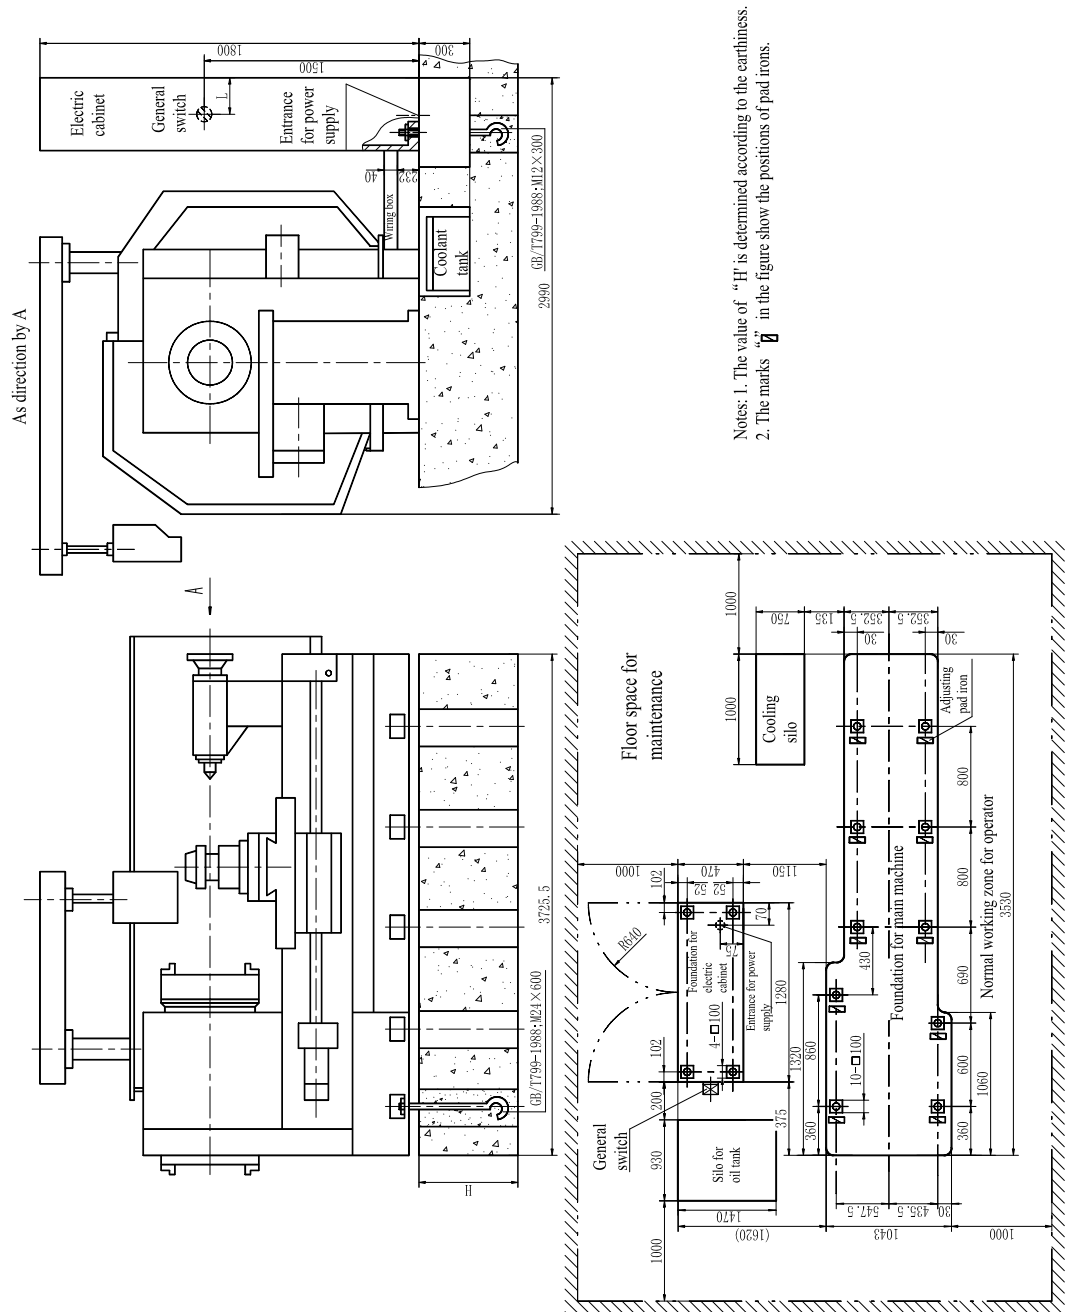 As direction by A
Electric
cabinet
General
switch
Entrance
for power
supply
1800
1500
300
L
40
232
Wiring box
Coolant
tank
GB/T799-1988:M12×300
2990
A
3725.5
GB/T799-1988:M24×600
H
Notes: 1. The value of “H' is determined according to the earthiness.
2. The marks “ ” in the figure show the positions of pad irons.
Floor space for
maintenance
1000
1000
750
135
352.5
352.5
30
30
Cooling
silo
Adjusting
pad iron
1000
470
1150
102
52
52
70
75
R640
Foundation for
electric
cabinet
Entrance for power
supply
4-□100
102
1280
200
375
General
switch
930
Silo for
oil tank
1470
1000
(1620)
1320
860
430
360
10-□100
Foundation for main machine
Normal working zone for operator
800
800
690
600
360
1060
3530
547.5
435.5
30
1043
1000